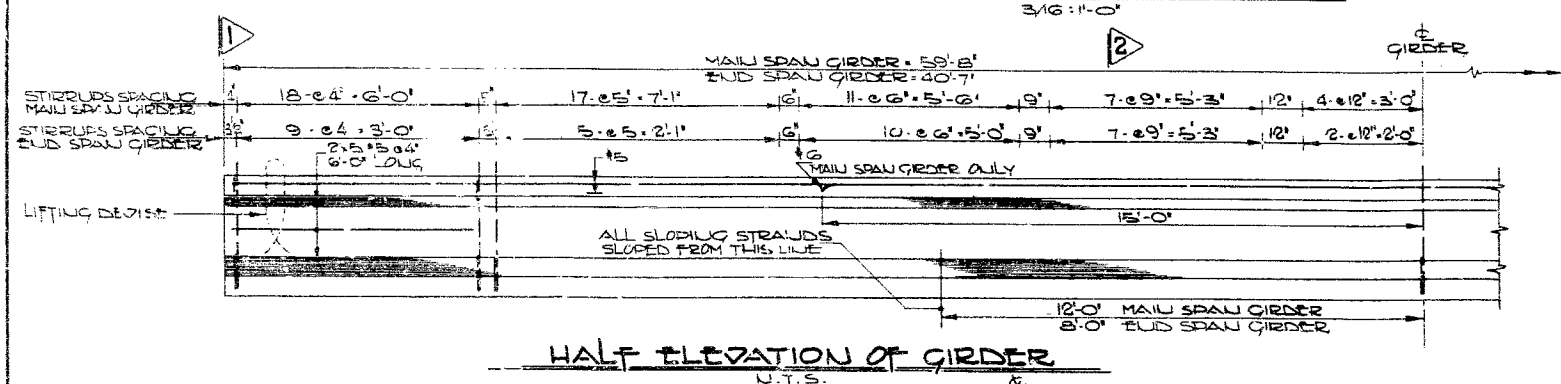 3/16 : 1'-0"
1
2
℄
GIRDER
MAIN SPAN GIRDER = 59'-8"
END SPAN GIRDER = 40'-7"
STIRRUPS SPACING
MAIN SPAN GIRDER
4" 18-@4" = 6'-0" 5" 17-@5" = 7'-1" 6" 11-@6" = 5'-6" 9" 7-@9" = 5'-3" 12" 4-@12" = 3'-0"
STIRRUPS SPACING
END SPAN GIRDER
9-@4 = 3'-0" 5" 5-@5 = 2'-1" 6" 10-@6" = 5'-0" 9" 7-@9" = 5'-3" 12" 2-@12" = 2'-0"
6'-0" LONG
#5
#6
MAIN SPAN GIRDER ONLY
LIFTING DEVISE
15'-0"
ALL SLOPING STRANDS
SLOPED FROM THIS LINE
12'-0" MAIN SPAN GIRDER
8'-0" END SPAN GIRDER
HALF ELEVATION OF GIRDER
N.T.S.